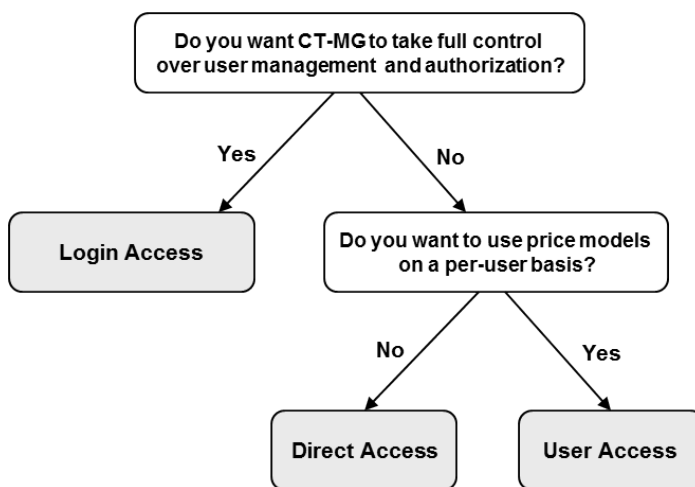 Do you want CT-MG to take full control
over user management and authorization?
Yes
No
Login Access
Do you want to use price models
on a per-user basis?
No
Yes
Direct Access
User Access